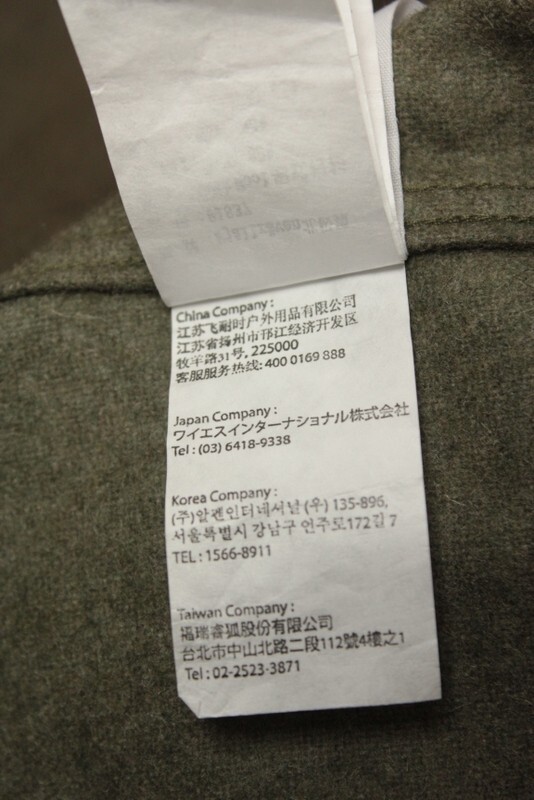 China Company :
江苏飞耐时户外用品有限公司
江苏省扬州市邗江经济开发区
牧羊路31号, 225000
客服服务热线: 400 0169 888
Japan Company :
ワイエスインターナショナル株式会社
Tel : (03) 6418-9338
Korea Company :
(주)알펜인터네셔날 (우) 135-896,
서울특별시 강남구 언주로172길 7
TEL : 1566-8911
Taiwan Company :
福瑞睿狐股份有限公司
台北市中山北路二段112號4樓之1
Tel : 02-2523-3871